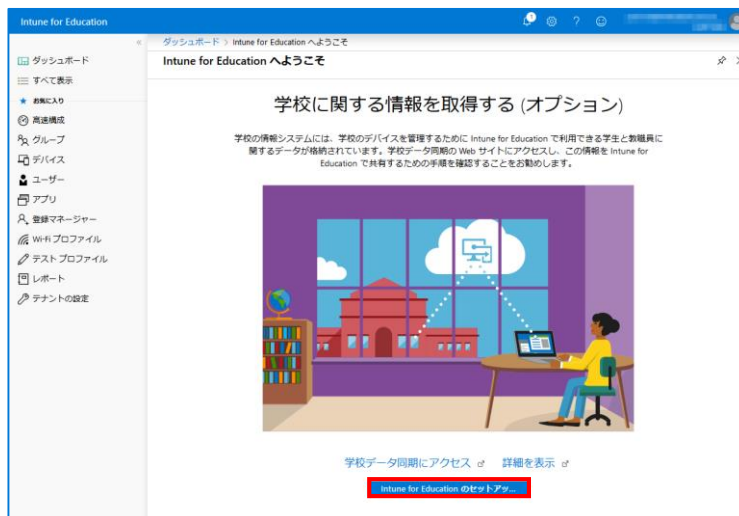 Intune for Education
1
?
«
ダッシュボード > Intune for Education へようこそ
Intune for Education へようこそ
ダッシュボード
すべて表示
お気に入り
高速構成
グループ
デバイス
ユーザー
アプリ
登録マネージャー
Wi-Fi プロファイル
テスト プロファイル
レポート
テナントの設定
学校に関する情報を取得する (オプション)
学校の情報システムには、学校のデバイスを管理するために Intune for Education で利用できる学生と教職員に
関するデータが格納されています。学校データ同期の Web サイトにアクセスし、この情報を Intune for
Education で共有するための手順を確認することをお勧めします。
学校データ同期にアクセス 詳細を表示
Intune for Education のセットアッ...